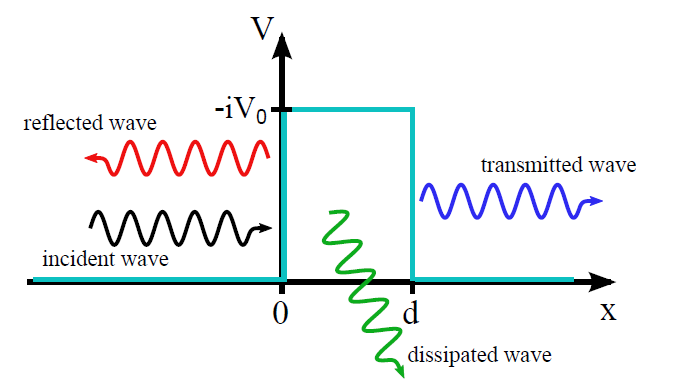 V
-iV₀
reflected wave
transmitted wave
incident wave
0
d
x
dissipated wave